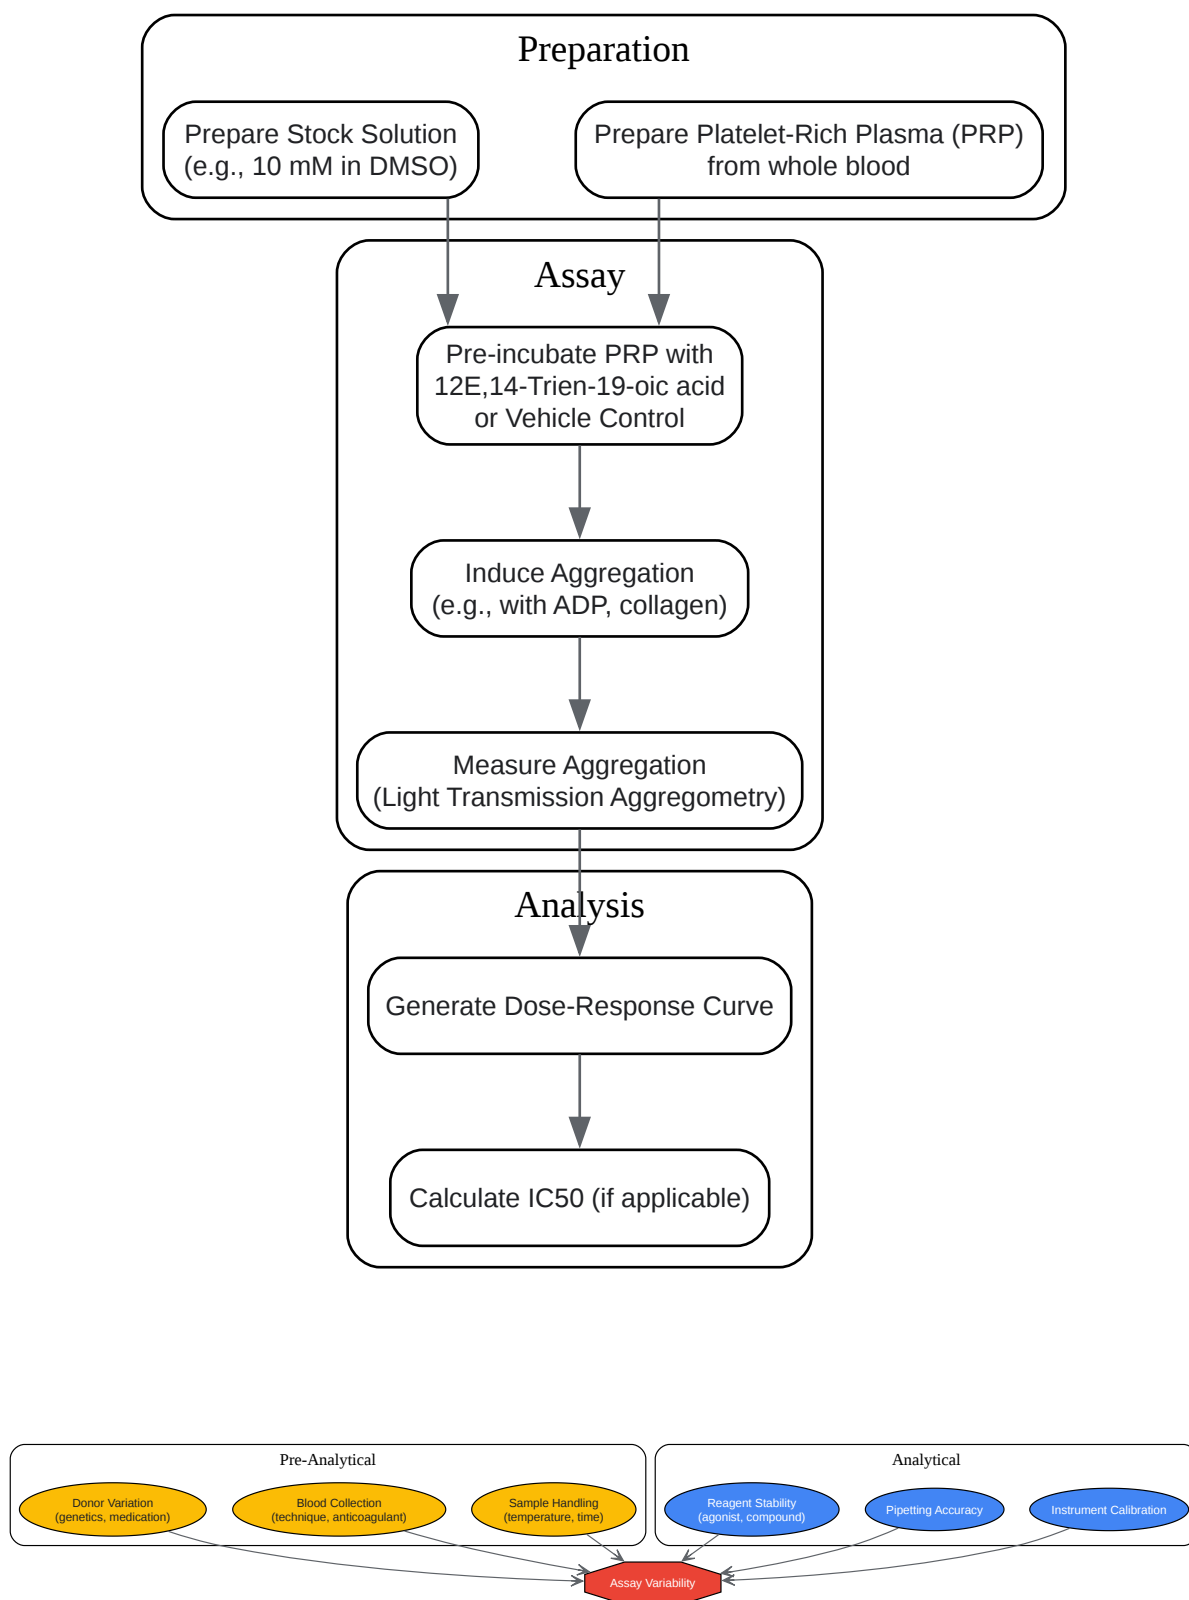 Preparation
Prepare Stock Solution
(e.g., 10 mM in DMSO)
Prepare Platelet-Rich Plasma (PRP)
from whole blood
Assay
Pre-incubate PRP with
12E,14-Trien-19-oic acid
or Vehicle Control
Induce Aggregation
(e.g., with ADP, collagen)
Measure Aggregation
(Light Transmission Aggregometry)
Analysis
Generate Dose-Response Curve
Calculate IC50 (if applicable)
Pre-Analytical
Donor Variation
(genetics, medication)
Blood Collection
(technique, anticoagulant)
Sample Handling
(temperature, time)
Analytical
Reagent Stability
(agonist, compound)
Pipetting Accuracy
Instrument Calibration
Assay Variability